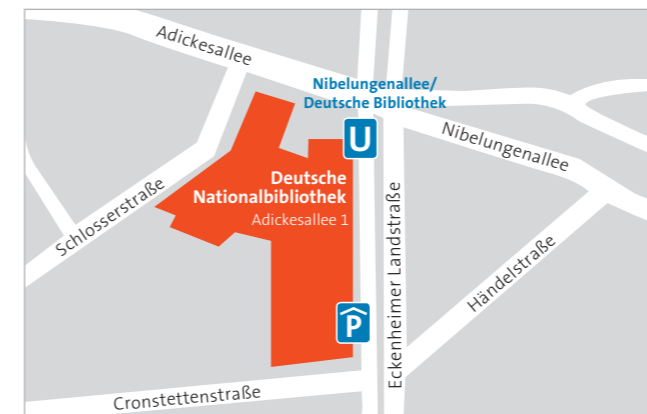 Adickesallee
Nibelungenallee/
Deutsche Bibliothek
U
Nibelungenallee
Deutsche
Nationalbibliothek
Adickesallee 1
Schlosserstraße
Eckenheimer Landstraße
Händelstraße
P
Cronstettenstraße